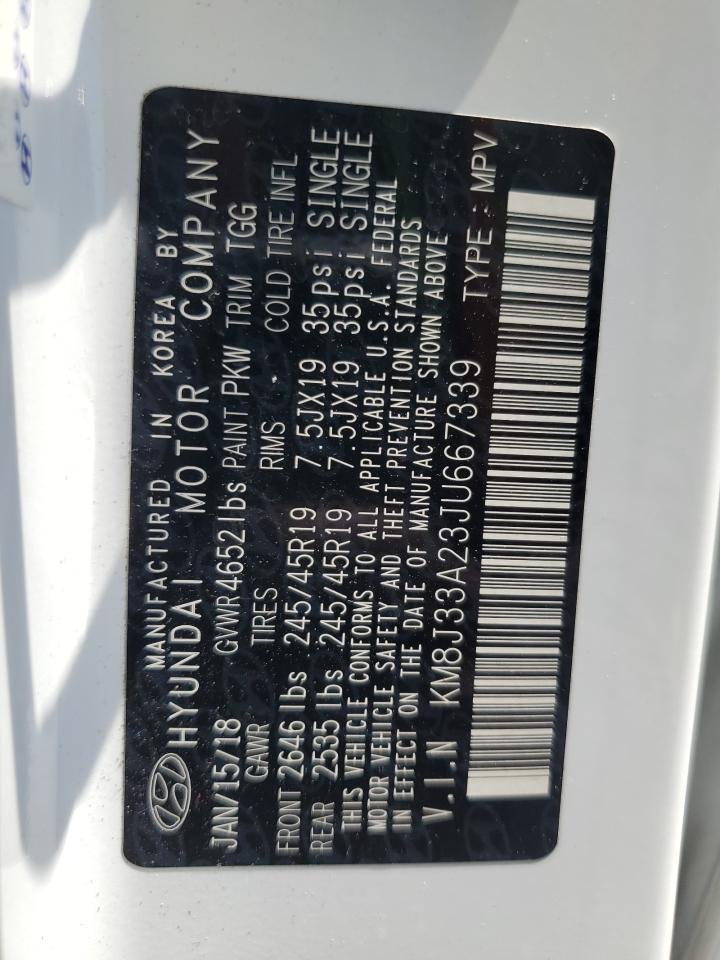 MANUFACTURED IN KOREA BY
HYUNDAI MOTOR COMPANY
JAN/15/18 GVWR 4652 lbs PAINT PKW TRIM TGG
GAWR TIRES RIMS COLD TIRE INFL
FRONT 2646 lbs 245/45R19 7.5JX19 35psi SINGLE
REAR 2535 lbs 245/45R19 7.5JX19 35psi SINGLE
THIS VEHICLE CONFORMS TO ALL APPLICABLE U.S.A. FEDERAL
MOTOR VEHICLE SAFETY AND THEFT PREVENTION STANDARDS
IN EFFECT ON THE DATE OF MANUFACTURE SHOWN ABOVE
V.I.N KM8J33A23JU667339 TYPE : MPV